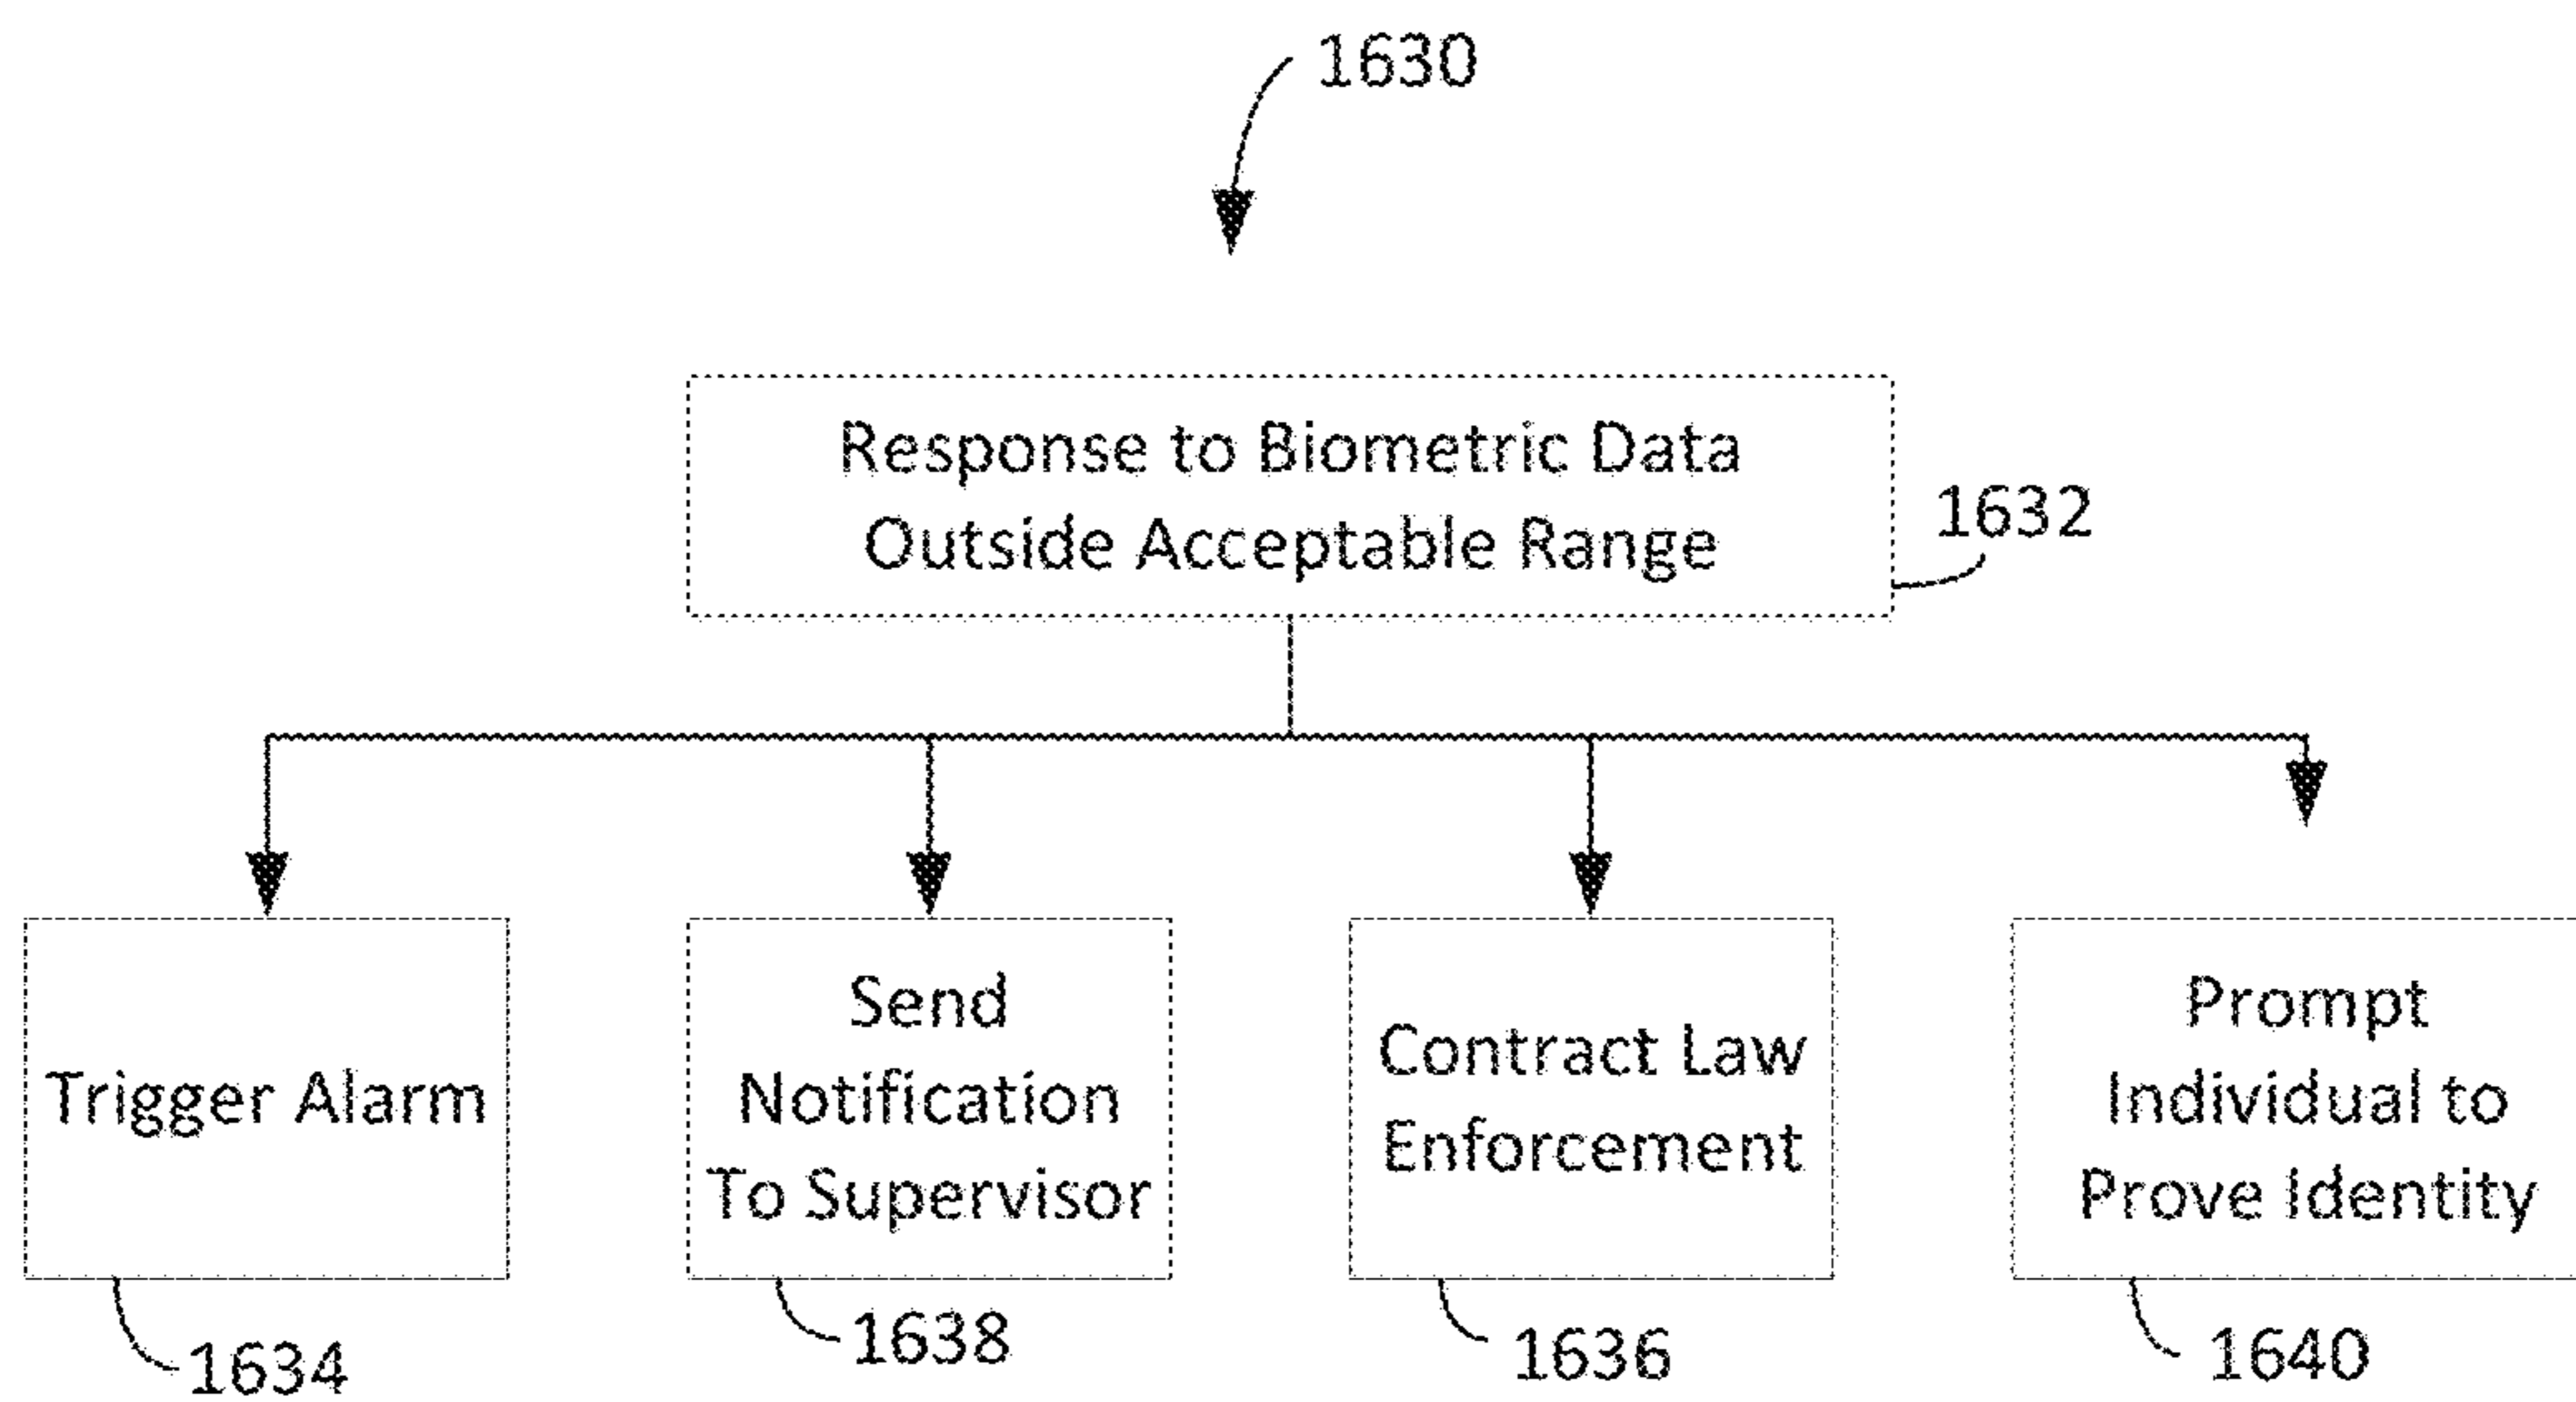 1630
Response to Biometric Data
Outside Acceptable Range
1632
Trigger Alarm
1634
Send
Notification
To Supervisor
1638
Contract Law
Enforcement
1636
Prompt
Individual to
Prove Identity
1640